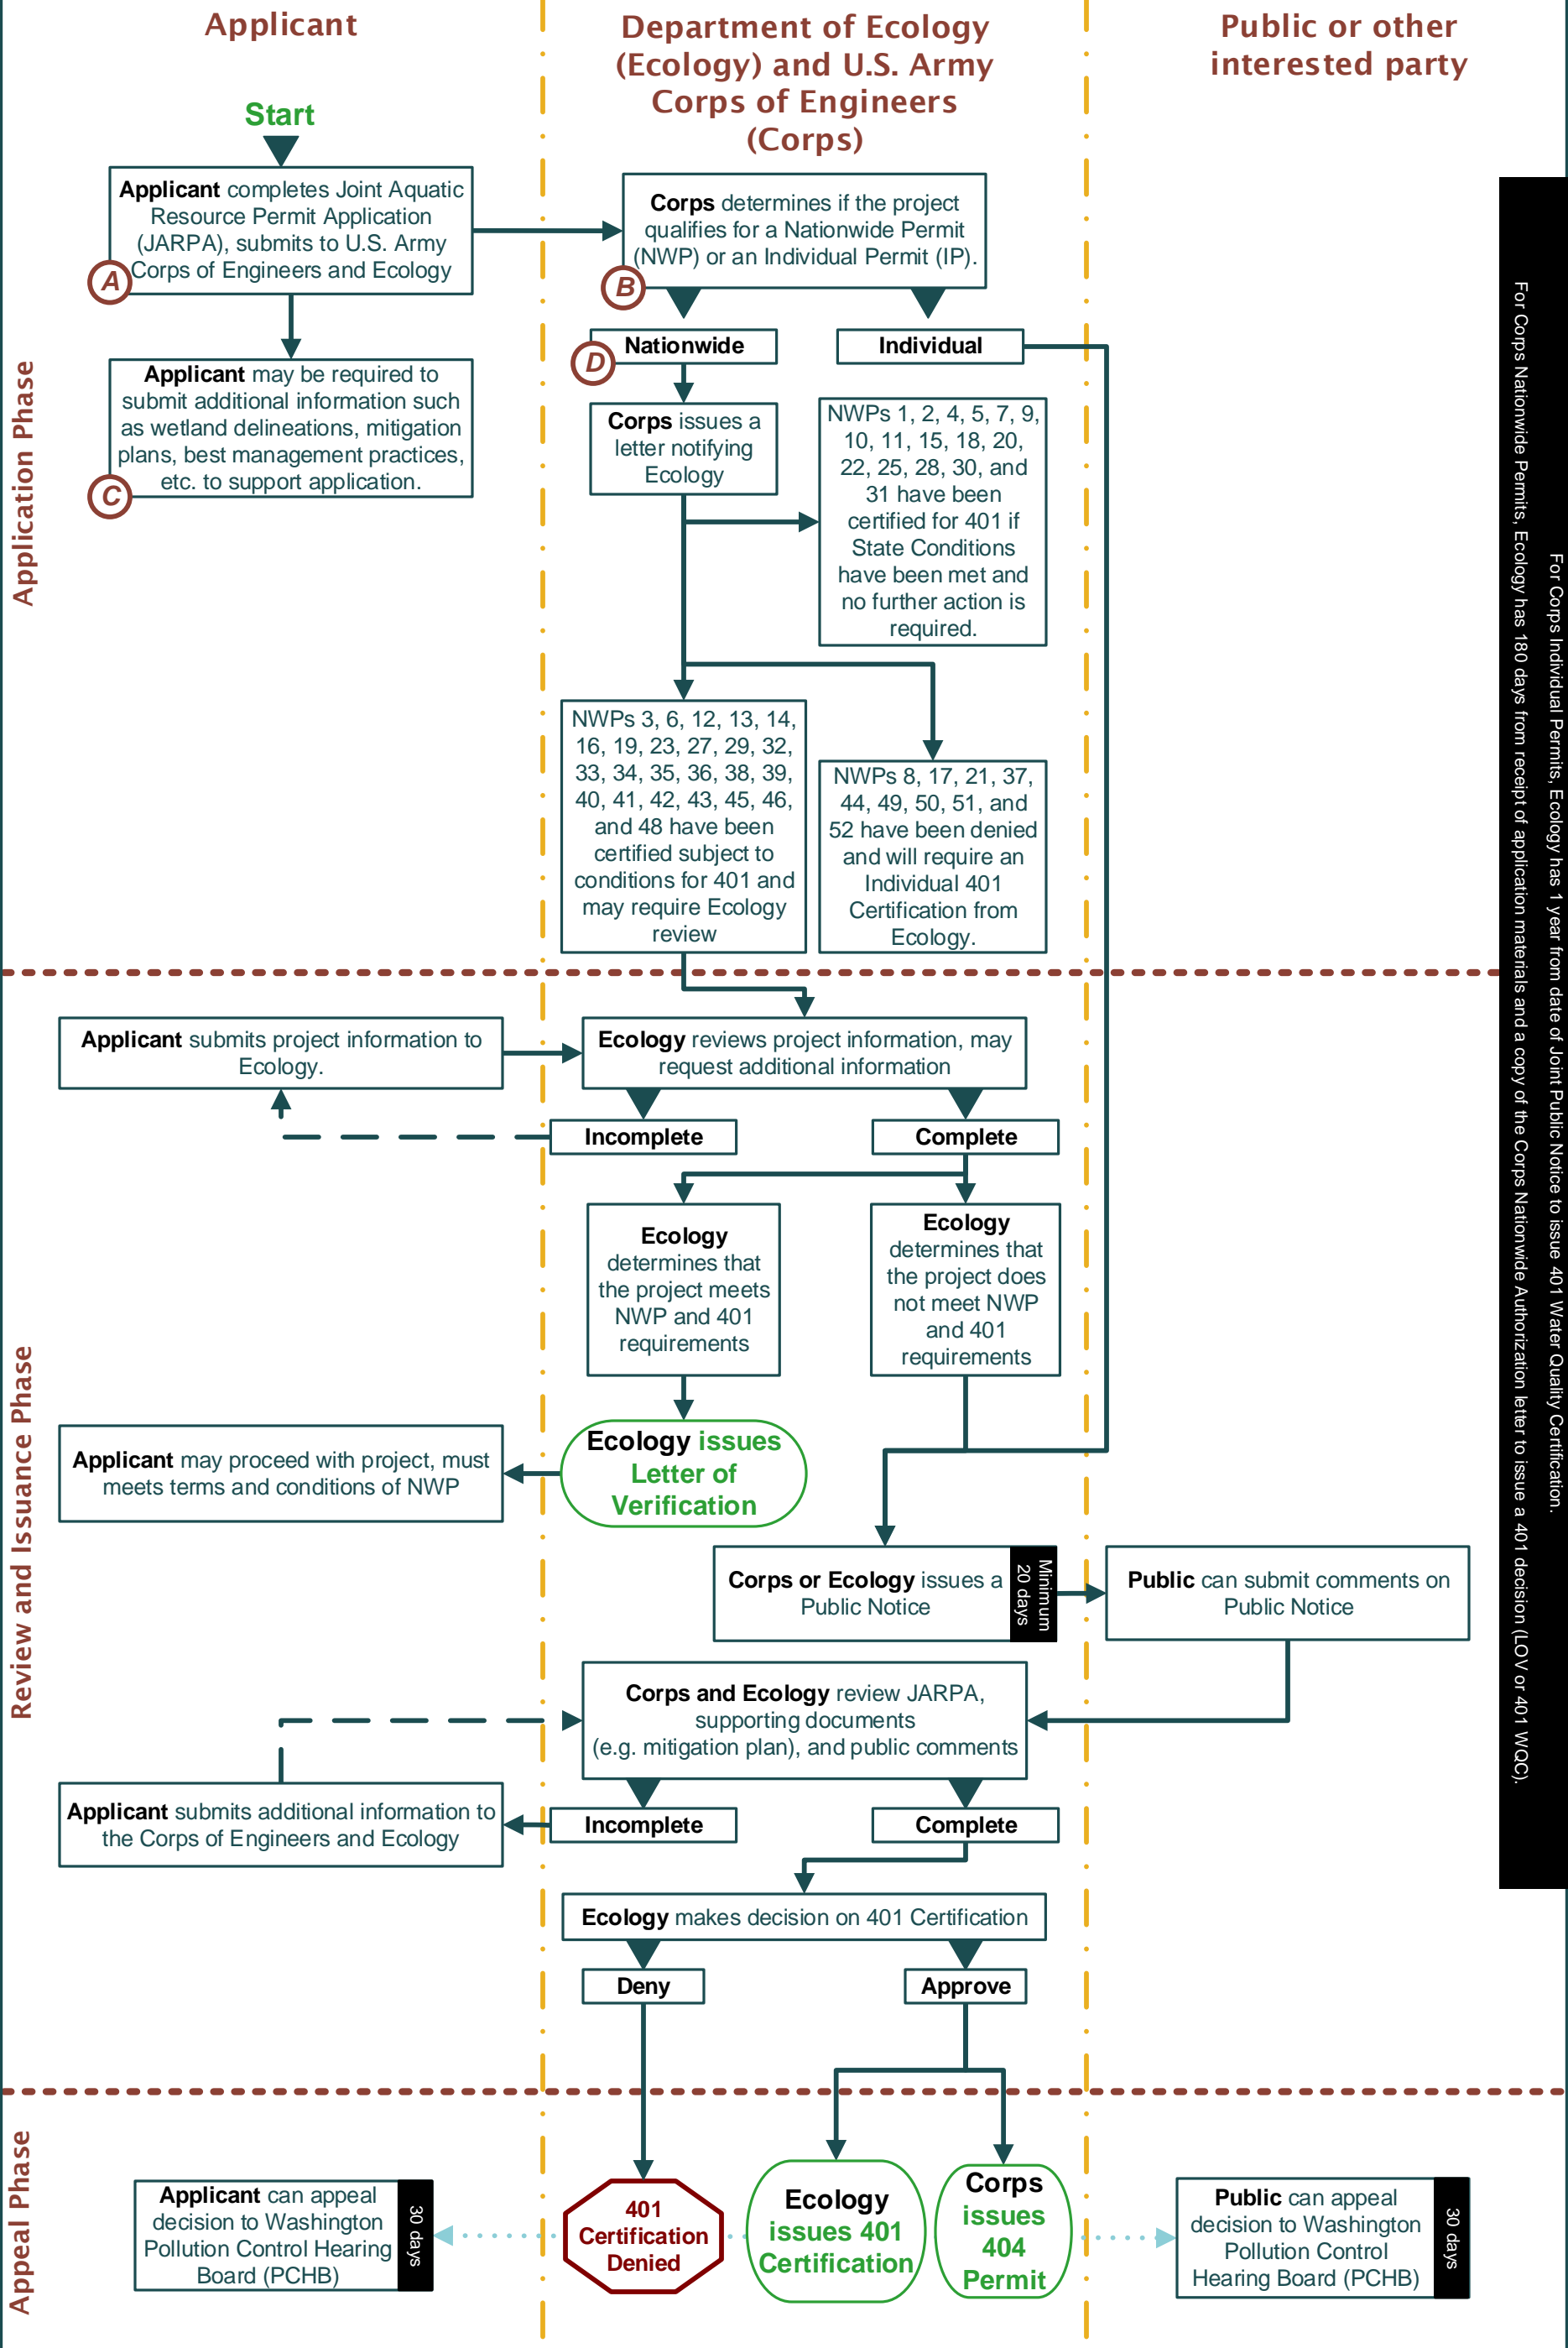 Applicant
Department of Ecology
(Ecology) and U.S. Army
Corps of Engineers
(Corps)
Public or other
interested party
Start
Applicant completes Joint Aquatic
Resource Permit Application
(JARPA), submits to U.S. Army
Corps of Engineers and Ecology
A
Corps determines if the project
qualifies for a Nationwide Permit
(NWP) or an Individual Permit (IP).
B
Nationwide
D
Individual
Applicant may be required to
submit additional information such
as wetland delineations, mitigation
plans, best management practices,
etc. to support application.
C
Application Phase
Corps issues a
letter notifying
Ecology
NWPs 1, 2, 4, 5, 7, 9,
10, 11, 15, 18, 20,
22, 25, 28, 30, and
31 have been
certified for 401 if
State Conditions
have been met and
no further action is
required.
NWPs 3, 6, 12, 13, 14,
16, 19, 23, 27, 29, 32,
33, 34, 35, 36, 38, 39,
40, 41, 42, 43, 45, 46,
and 48 have been
certified subject to
conditions for 401 and
may require Ecology
review
NWPs 8, 17, 21, 37,
44, 49, 50, 51, and
52 have been denied
and will require an
Individual 401
Certification from
Ecology.
For Corps Individual Permits, Ecology has 1 year from date of Joint Public Notice to issue 401 Water Quality Certification.
For Corps Nationwide Permits, Ecology has 180 days from receipt of application materials and a copy of the Corps Nationwide Authorization letter to issue a 401 decision (LOV or 401 WQC).
Applicant submits project information to
Ecology.
Ecology reviews project information, may
request additional information
Incomplete
Complete
Ecology
determines that
the project meets
NWP and 401
requirements
Ecology
determines that
the project does
not meet NWP
and 401
requirements
Review and Issuance Phase
Applicant may proceed with project, must
meets terms and conditions of NWP
Ecology issues
Letter of
Verification
Corps or Ecology issues a
Public Notice
Minimum
20 days
Public can submit comments on
Public Notice
Corps and Ecology review JARPA,
supporting documents
(e.g. mitigation plan), and public comments
Applicant submits additional information to
the Corps of Engineers and Ecology
Incomplete
Complete
Ecology makes decision on 401 Certification
Deny
Approve
Appeal Phase
Applicant can appeal
decision to Washington
Pollution Control Hearing
Board (PCHB)
30 days
401
Certification
Denied
Ecology
issues 401
Certification
Corps
issues
404
Permit
Public can appeal
decision to Washington
Pollution Control
Hearing Board (PCHB)
30 days